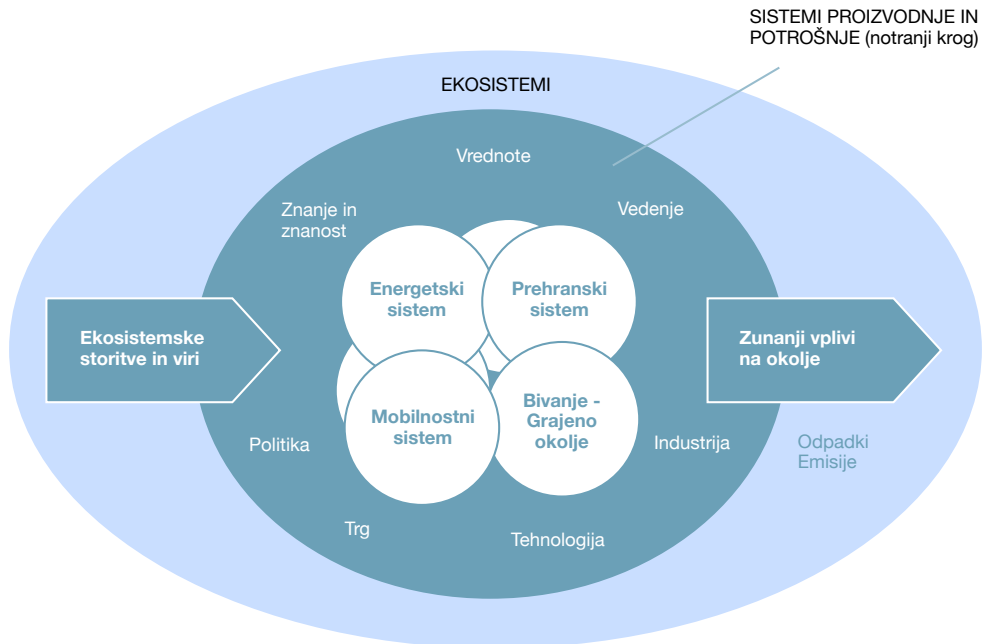 SISTEMI PROIZVODNJE IN
POTROŠNJE (notranji krog)
EKOSISTEMI
Vrednote
Znanje in
znanost
Vedenje
Energetski
sistem
Prehranski
sistem
Ekosistemske
storitve in viri
Zunanji vplivi
na okolje
Mobilnostni
sistem
Bivanje -
Grajeno
okolje
Politika
Industrija
Odpadki
Emisije
Trg
Tehnologija